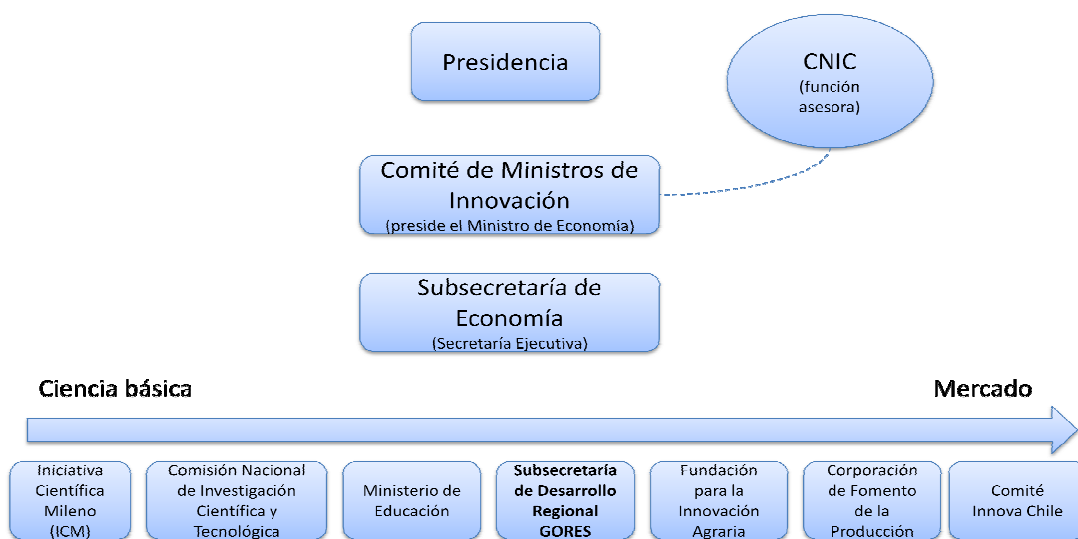 Presidencia
CNIC
(función
asesora)
Comité de Ministros de
Innovación
(preside el Ministro de Economía)
Subsecretaría de
Economía
(Secretaría Ejecutiva)
Ciencia básica
Mercado
Iniciativa
Científica
Mileno
(ICM)
Comisión Nacional
de Investigación
Científica y
Tecnológica
Ministerio de
Educación
Subsecretaría
de Desarrollo
Regional
GORES
Fundación
para la
Innovación
Agraria
Corporación
de Fomento
de la
Producción
Comité
Innova Chile